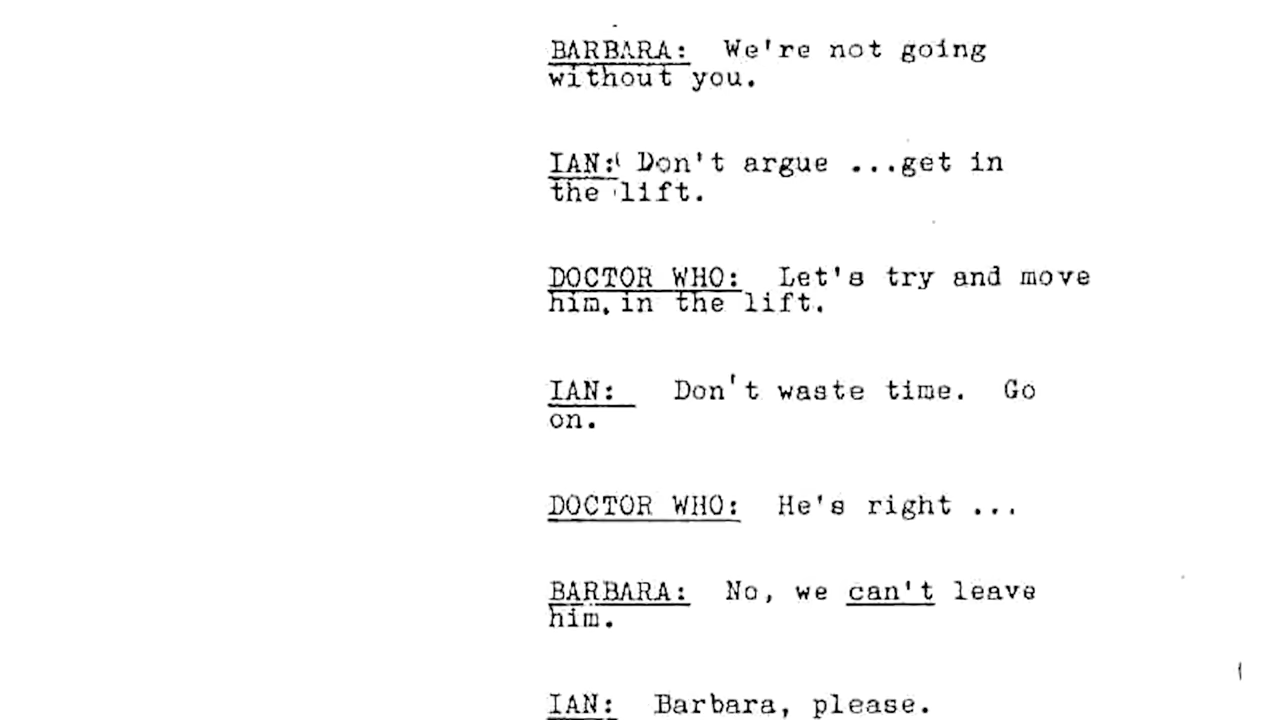 BARBARA: We're not going
without you.
IAN: Don't argue ...get in
the lift.
DOCTOR WHO: Let's try and move
him. in the lift.
IAN: Don't waste time. Go
on.
DOCTOR WHO: He's right ...
BARBARA: No, we can't leave
him.
IAN: Barbara, please.